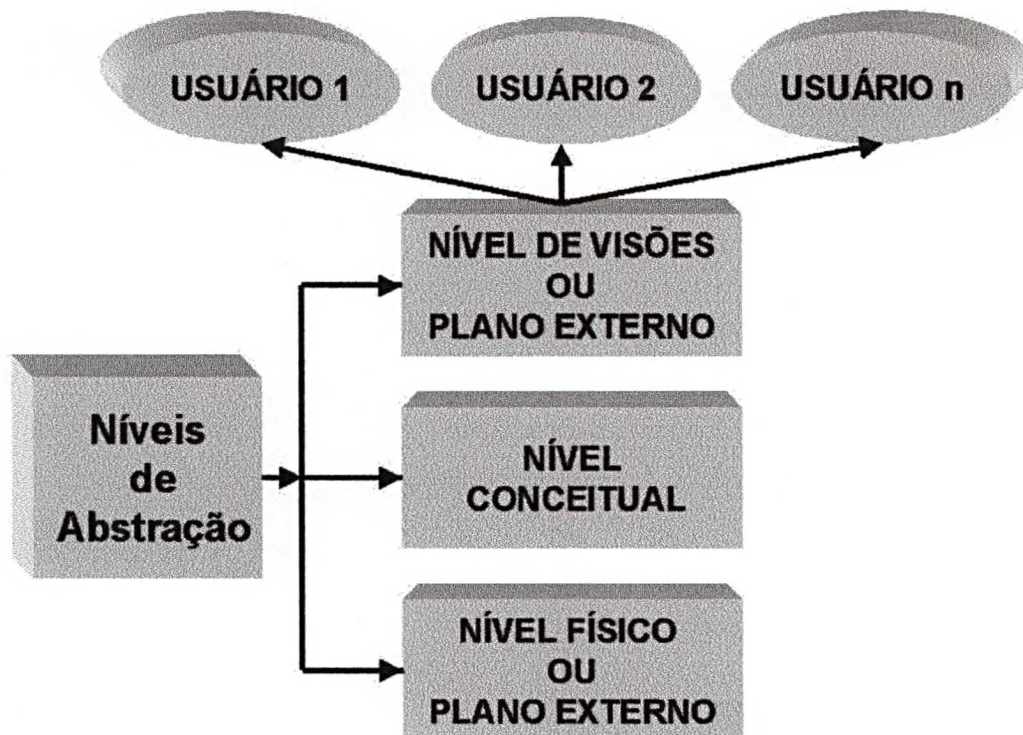 USUÁRIO 1
USUÁRIO 2
USUÁRIO n
NÍVEL DE VISÕES
OU
PLANO EXTERNO
Níveis
de
Abstração
NÍVEL
CONCEITUAL
NÍVEL FÍSICO
OU
PLANO EXTERNO